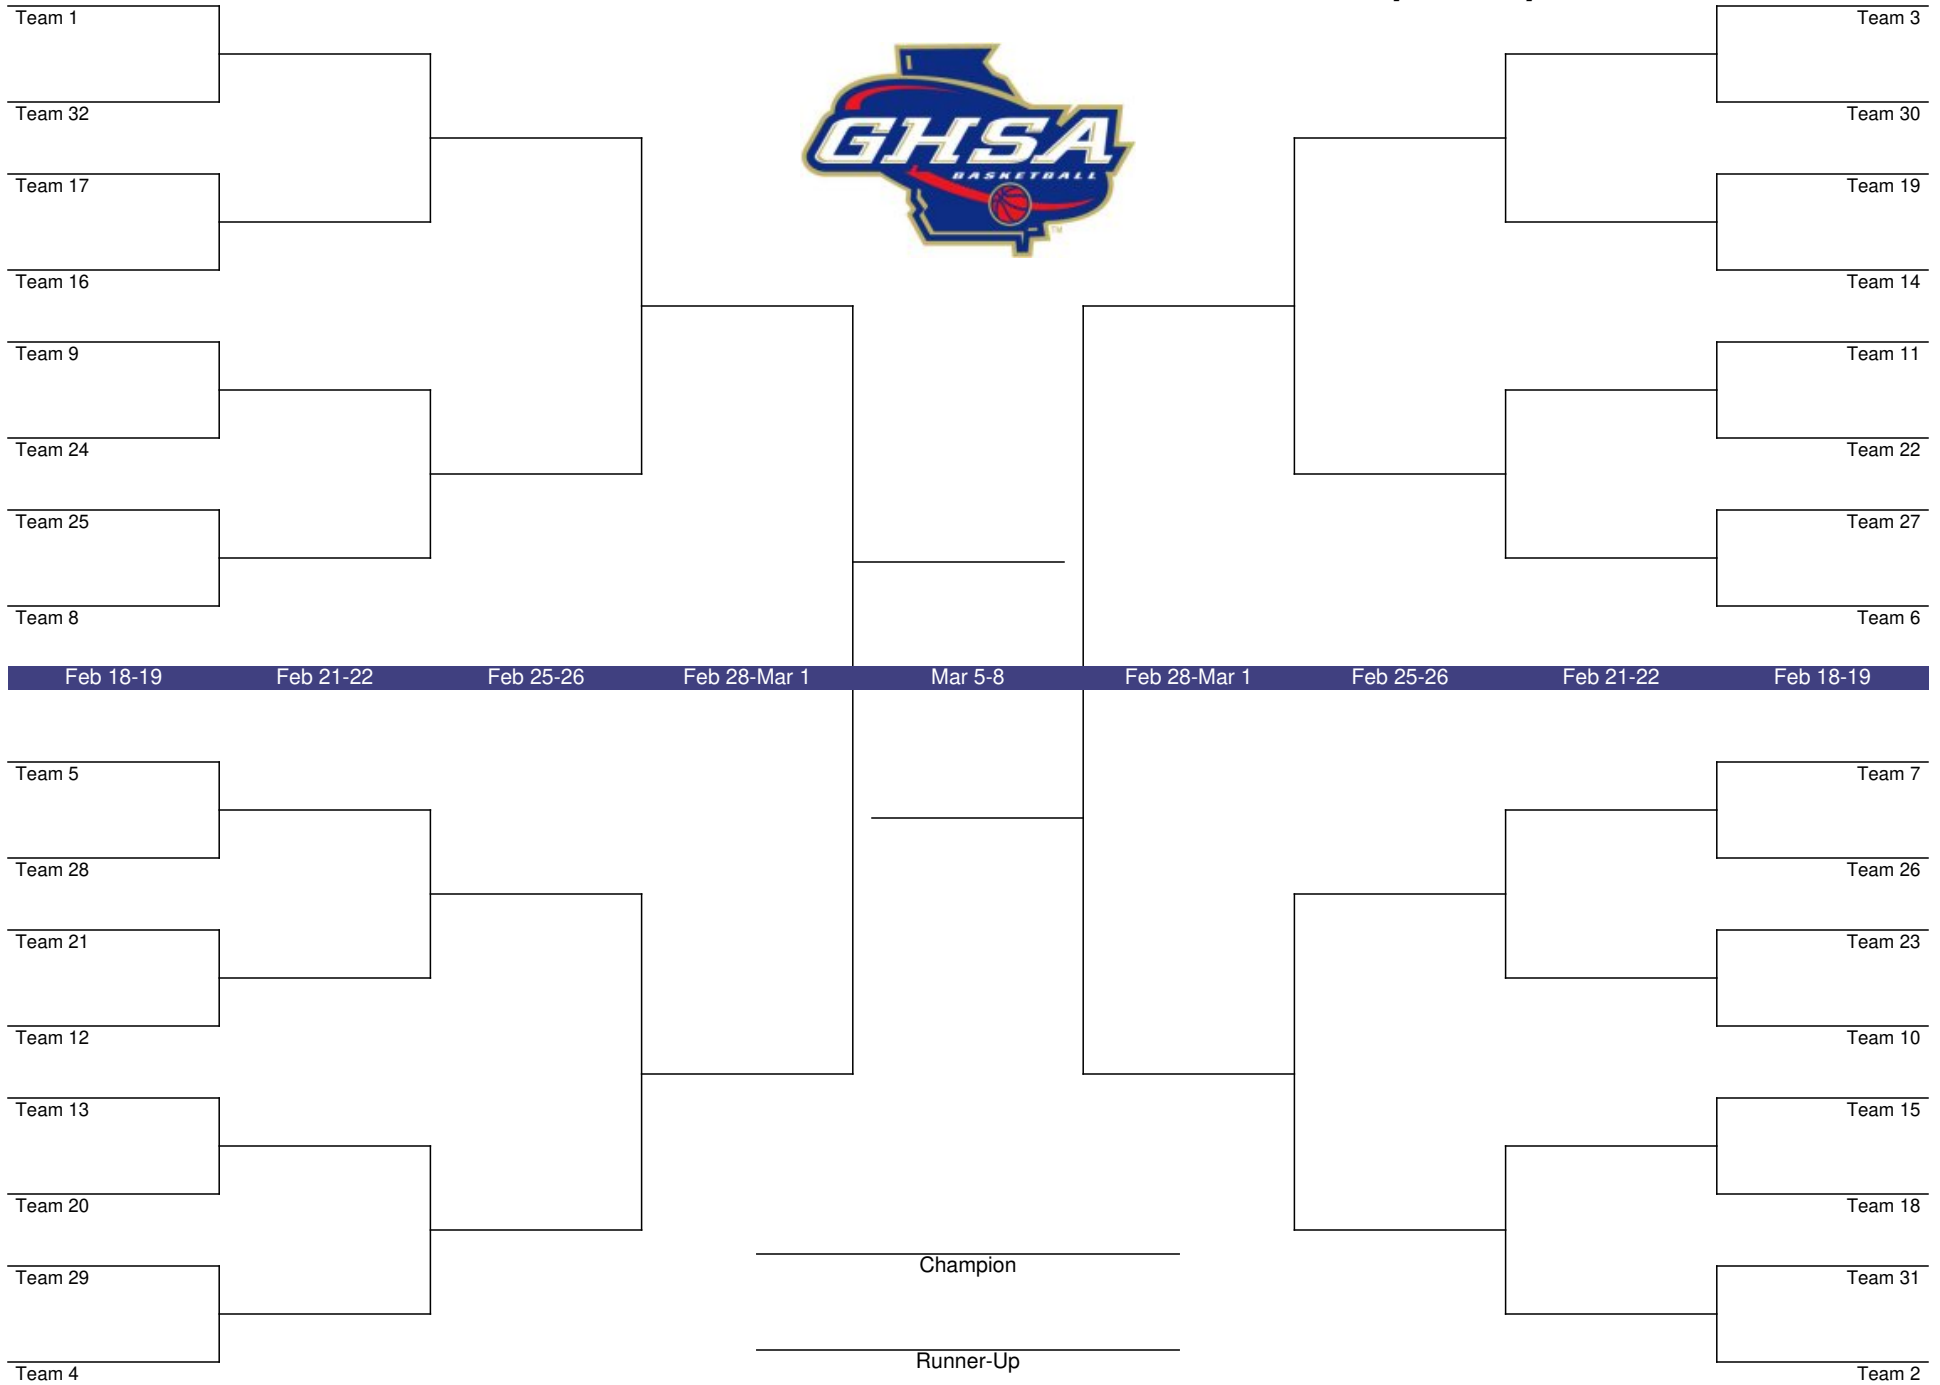 Team 1
Team 3
Team 32
Team 30
GHSA
BASKETBALL
TM
Team 17
Team 19
Team 16
Team 14
Team 9
Team 11
Team 24
Team 22
Team 25
Team 27
Team 8
Team 6
Feb 18-19 Feb 21-22 Feb 25-26 Feb 28-Mar 1 Mar 5-8 Feb 28-Mar 1 Feb 25-26 Feb 21-22 Feb 18-19
Team 5
Team 7
Team 28
Team 26
Team 21
Team 23
Team 12
Team 10
Team 13
Team 15
Team 20
Team 18
Champion
Team 29
Team 31
Runner-Up
Team 4
Team 2